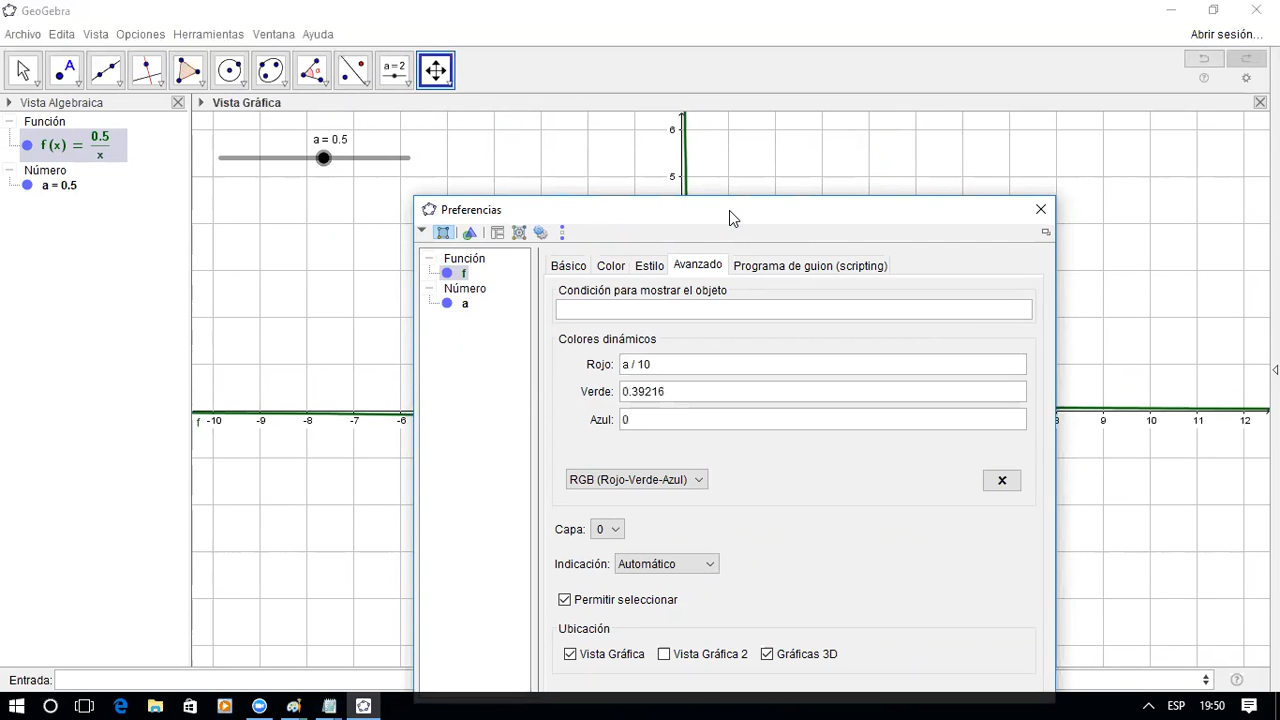 GeoGebra
Archivo Edita Vista Opciones Herramientas Ventana Ayuda
Abrir sesión...
A
a = 2
Vista Algebraica
Vista Gráfica
Función
f (x) = 0.5 / x
Número
a = 0.5
a = 0.5
6
5
f -10 -9 -8 -7 -6
9 10 11 12
Preferencias
Función
f
Número
a
Básico Color Estilo Avanzado Programa de guion (scripting)
Condición para mostrar el objeto
Colores dinámicos
Rojo: a / 10
Verde: 0.39216
Azul: 0
RGB (Rojo-Verde-Azul)
x
Capa: 0
Indicación: Automático
Permitir seleccionar
Ubicación
Vista Gráfica Vista Gráfica 2 Gráficas 3D
Entrada:
ESP 19:50